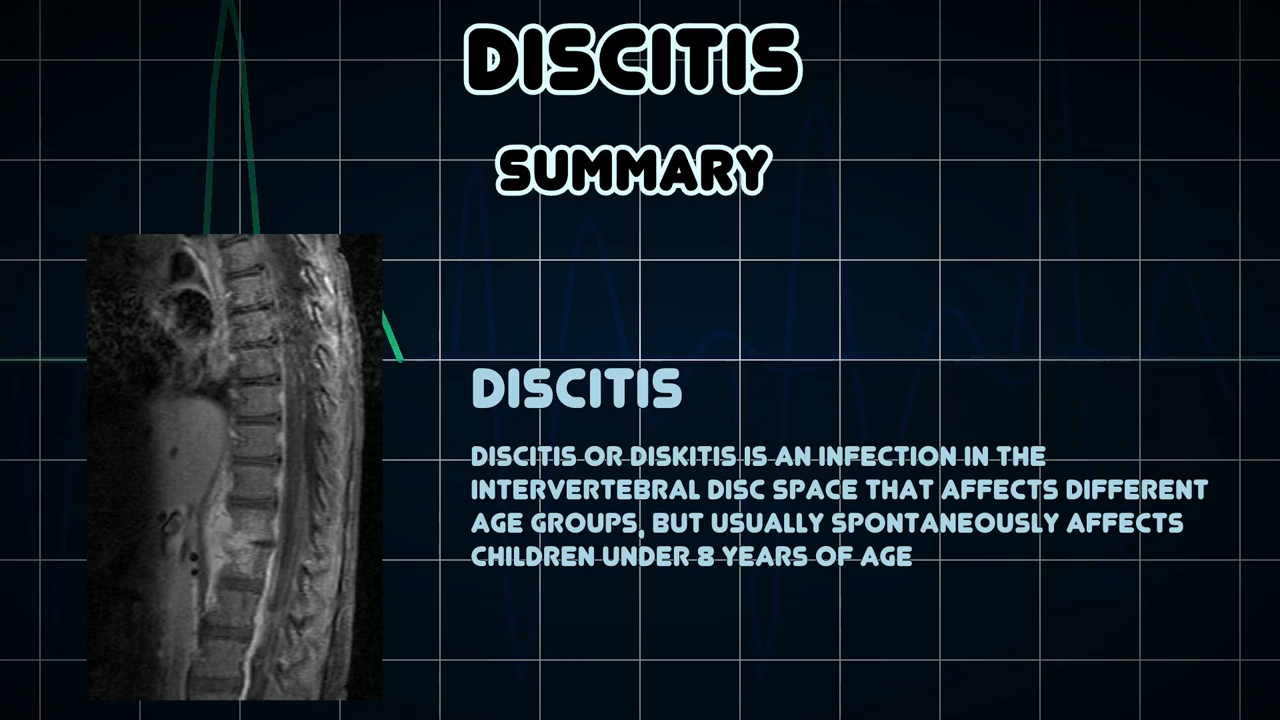 DISCITIS
SUMMARY
DISCITIS
DISCITIS OR DISKITIS IS AN INFECTION IN THE
INTERVERTEBRAL DISC SPACE THAT AFFECTS DIFFERENT
AGE GROUPS, BUT USUALLY SPONTANEOUSLY AFFECTS
CHILDREN UNDER 8 YEARS OF AGE